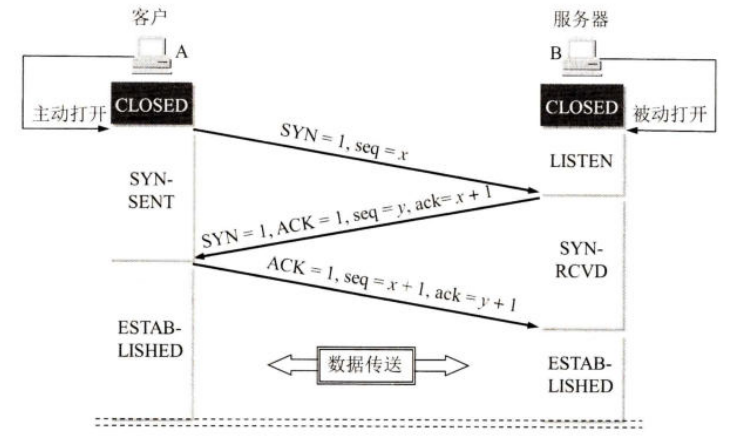 客户
服务器
A
B
主动打开
CLOSED
CLOSED
被动打开
SYN = 1, seq = x
LISTEN
SYN-
SENT
SYN = 1, ACK = 1, seq = y, ack= x + 1
SYN-
RCVD
ACK = 1, seq = x + 1, ack = y + 1
ESTAB-
LISHED
数据传送
ESTAB-
LISHED